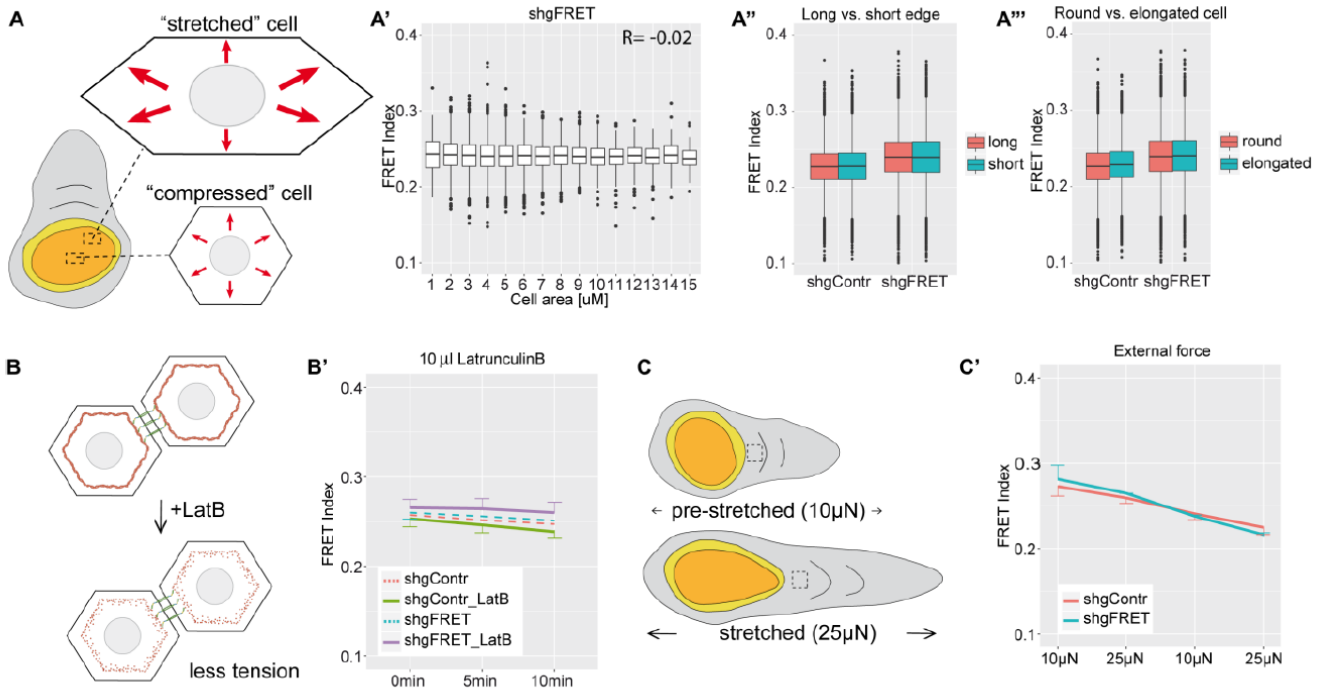 A
"stretched" cell
"compressed" cell
A'
shgFRET
R= -0.02
0.4
0.3
0.2
0.1
FRET Index
1 2 3 4 5 6 7 8 9 10 11 12 13 14 15
Cell area [uM]
A"
Long vs. short edge
0.4
0.3
0.2
0.1
FRET Index
shgContr shgFRET
long
short
A"'
Round vs. elongated cell
0.4
0.3
0.2
0.1
FRET Index
shgContr shgFRET
round
elongated
B
+LatB
less tension
B'
10 µl LatrunculinB
0.4
0.3
0.2
0.1
FRET Index
shgContr
shgContr_LatB
shgFRET
shgFRET_LatB
0min 5min 10min
C
pre-stretched (10µN)
stretched (25µN)
C'
External force
0.4
0.3
0.2
0.1
FRET Index
shgContr
shgFRET
10µN 25µN 10µN 25µN